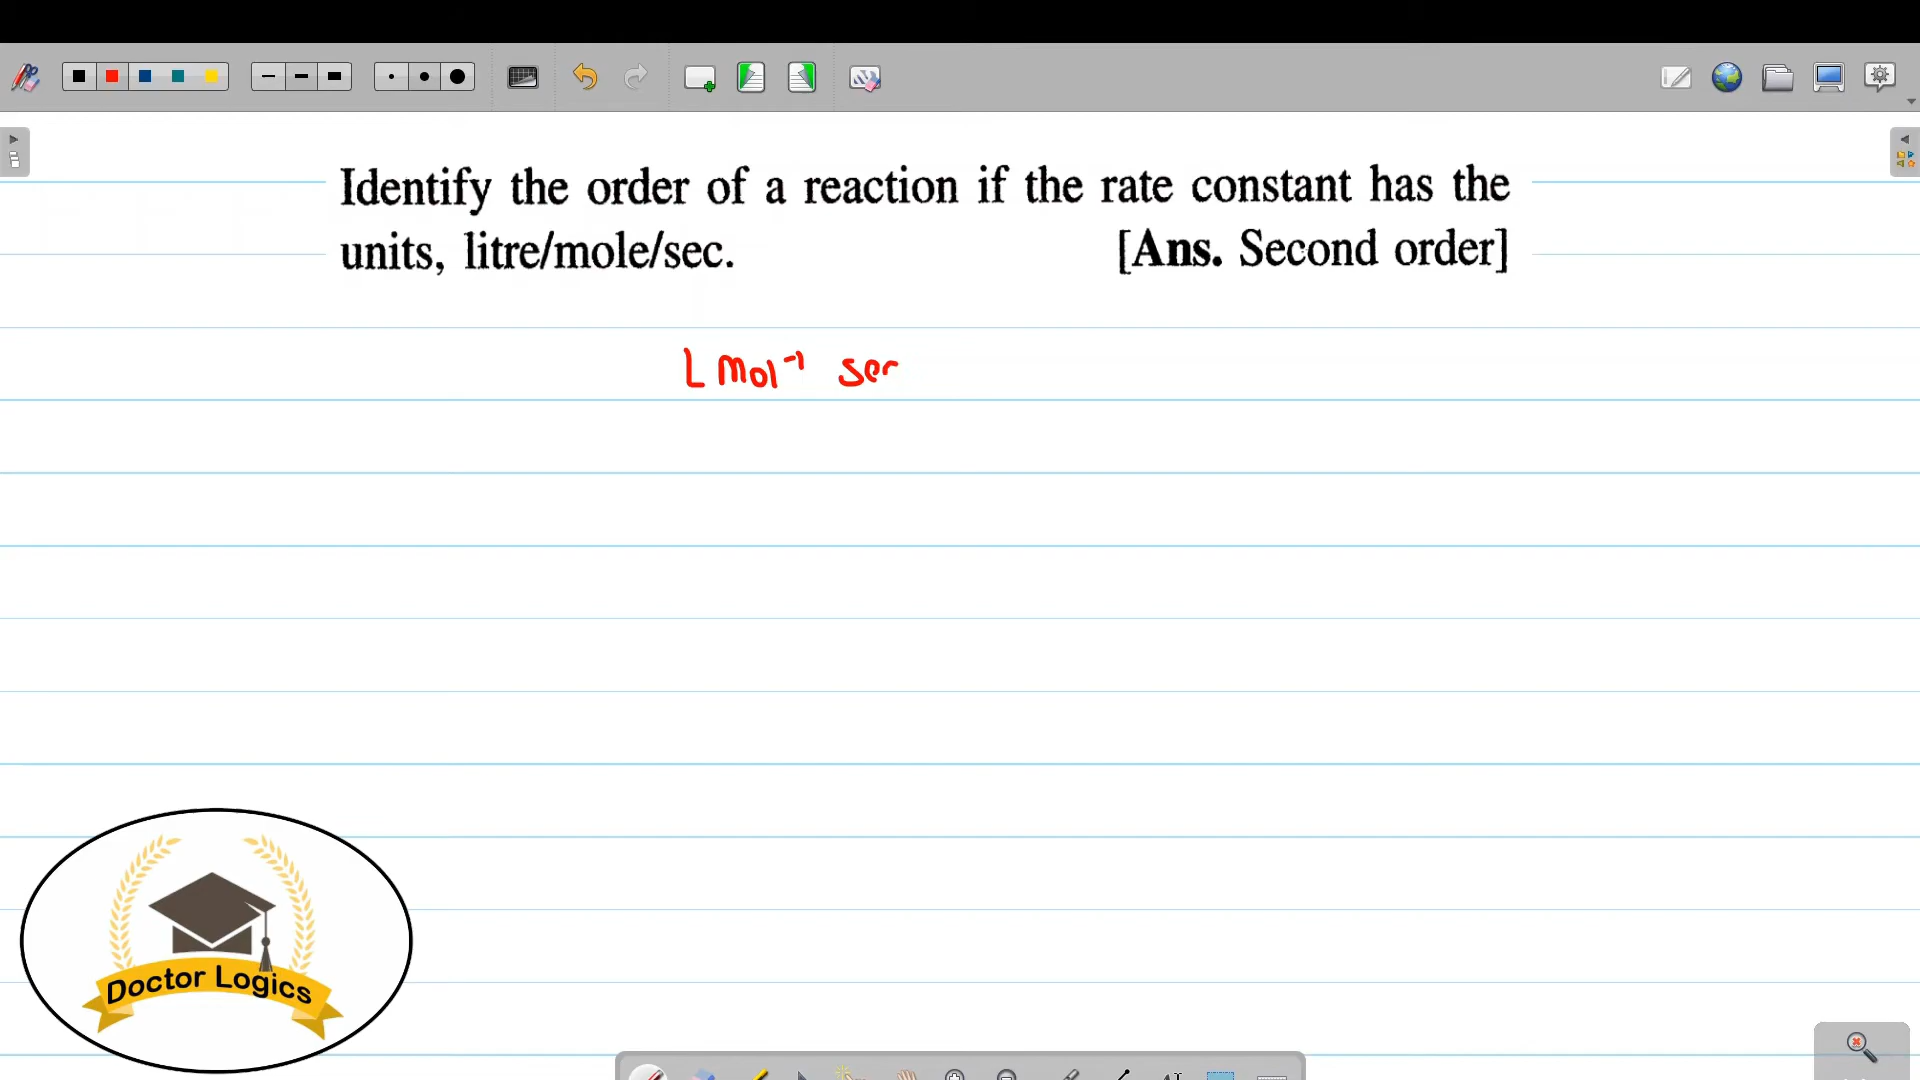 Identify the order of a reaction if the rate constant has the
units, litre/mole/sec. [Ans. Second order]
L mol⁻¹ sec
Doctor Logics